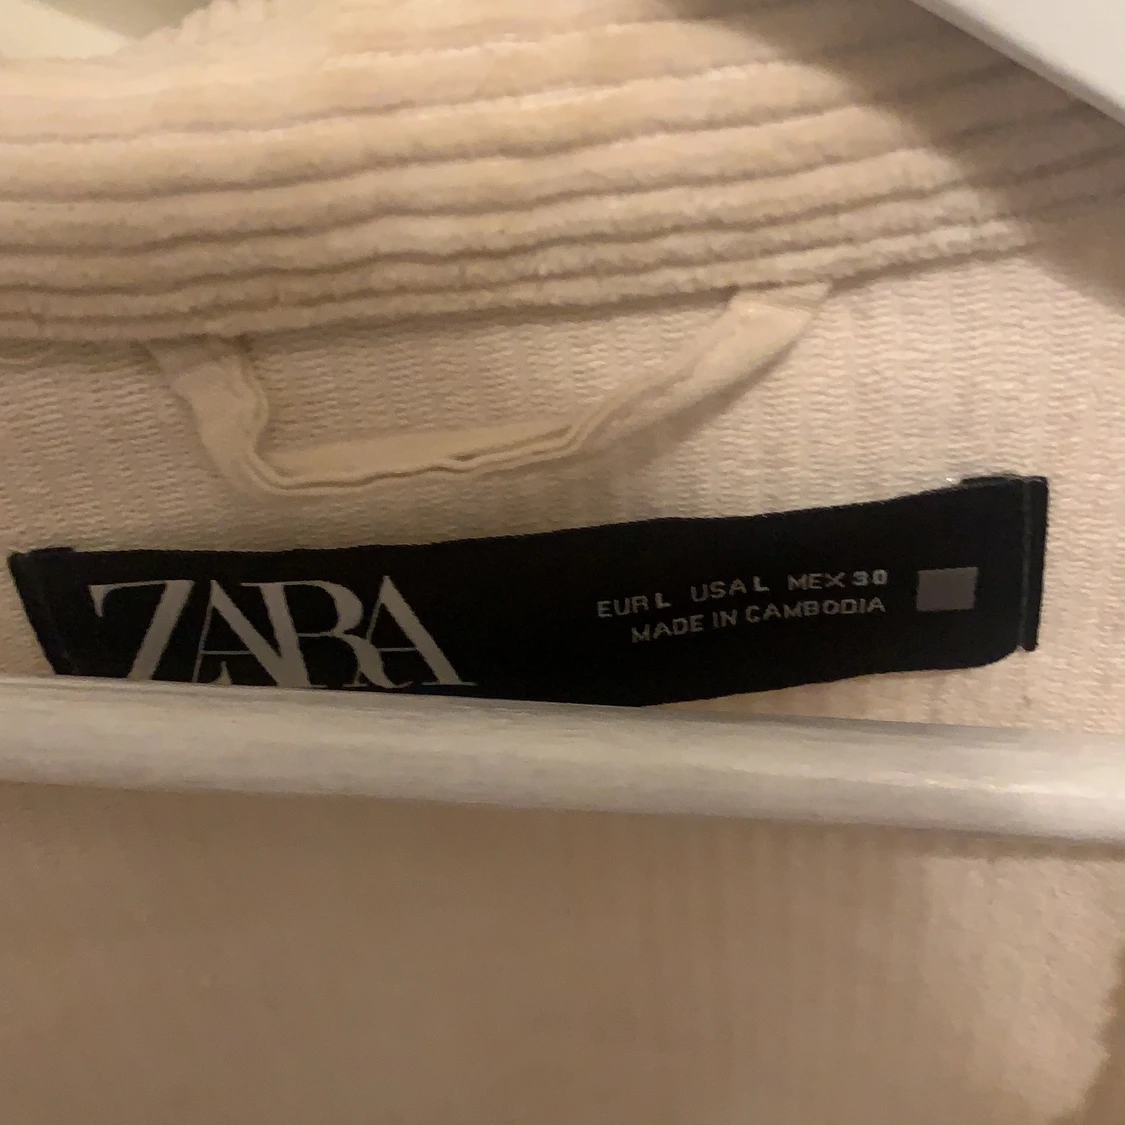 ZARA
EUR L USA L MEX 30
MADE IN CAMBODIA